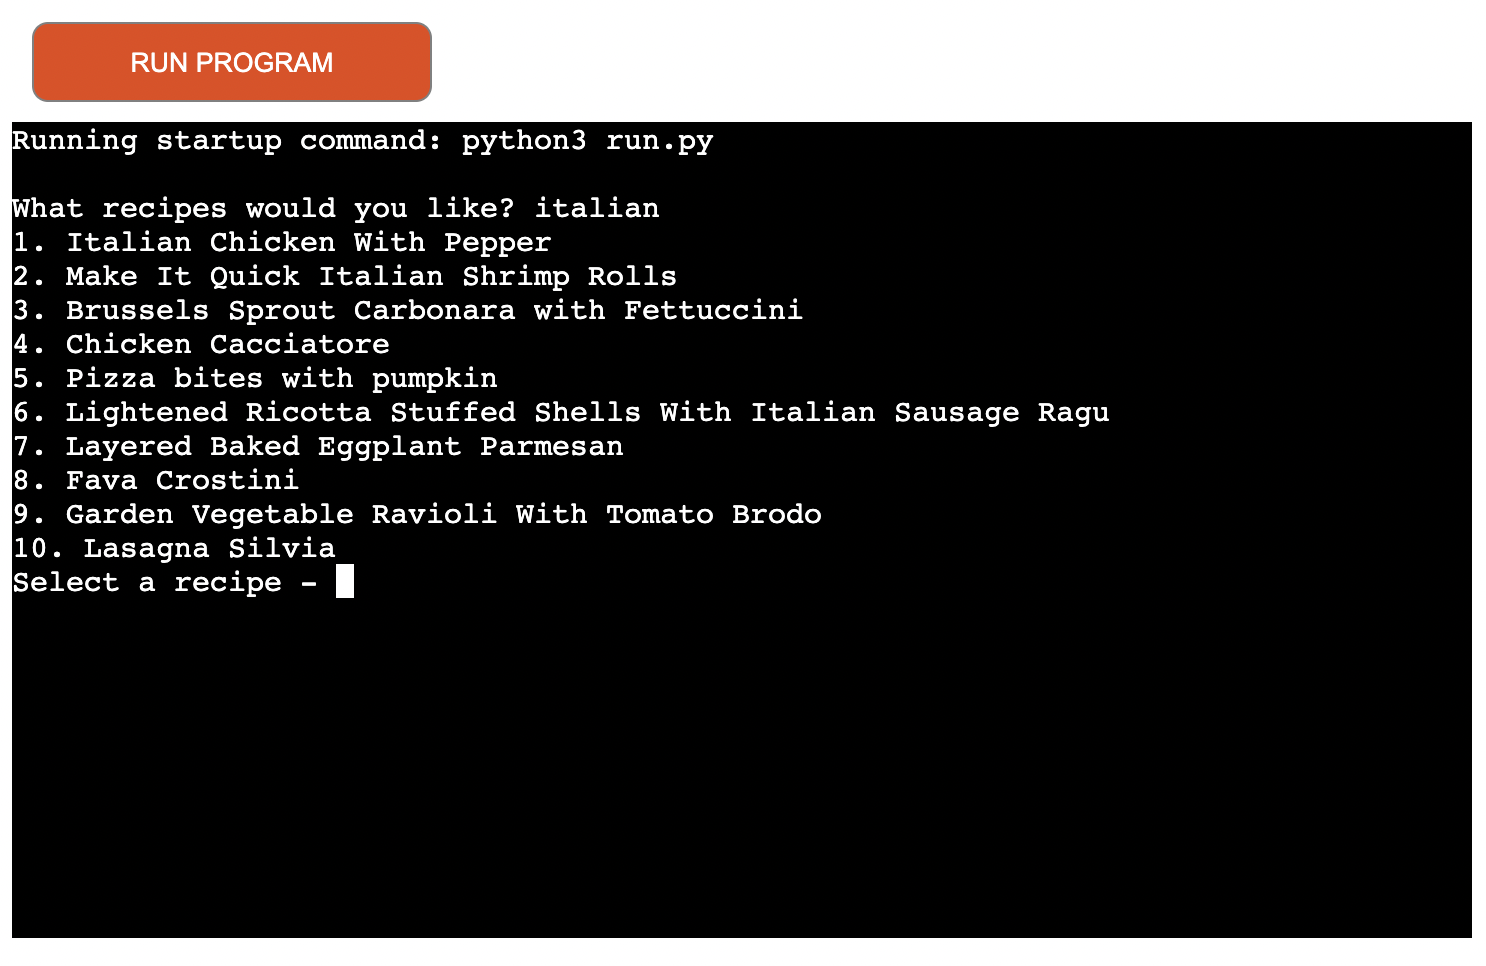 RUN PROGRAM
Running startup command: python3 run.py
What recipes would you like? italian
1. Italian Chicken With Pepper
2. Make It Quick Italian Shrimp Rolls
3. Brussels Sprout Carbonara with Fettuccini
4. Chicken Cacciatore
5. Pizza bites with pumpkin
6. Lightened Ricotta Stuffed Shells With Italian Sausage Ragu
7. Layered Baked Eggplant Parmesan
8. Fava Crostini
9. Garden Vegetable Ravioli With Tomato Brodo
10. Lasagna Silvia
Select a recipe -